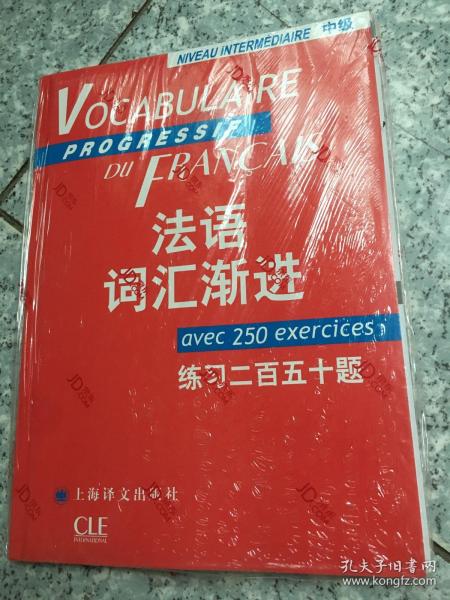 NIVEAU INTERMÉDIAIRE 中级
VOCABULAIRE
PROGRESSIF
DU FRANÇAIS
法语
词汇渐进
avec 250 exercices
练习二百五十题
上海译文出版社
CLE
INTERNATIONAL
孔夫子旧书网
www.kongfz.com